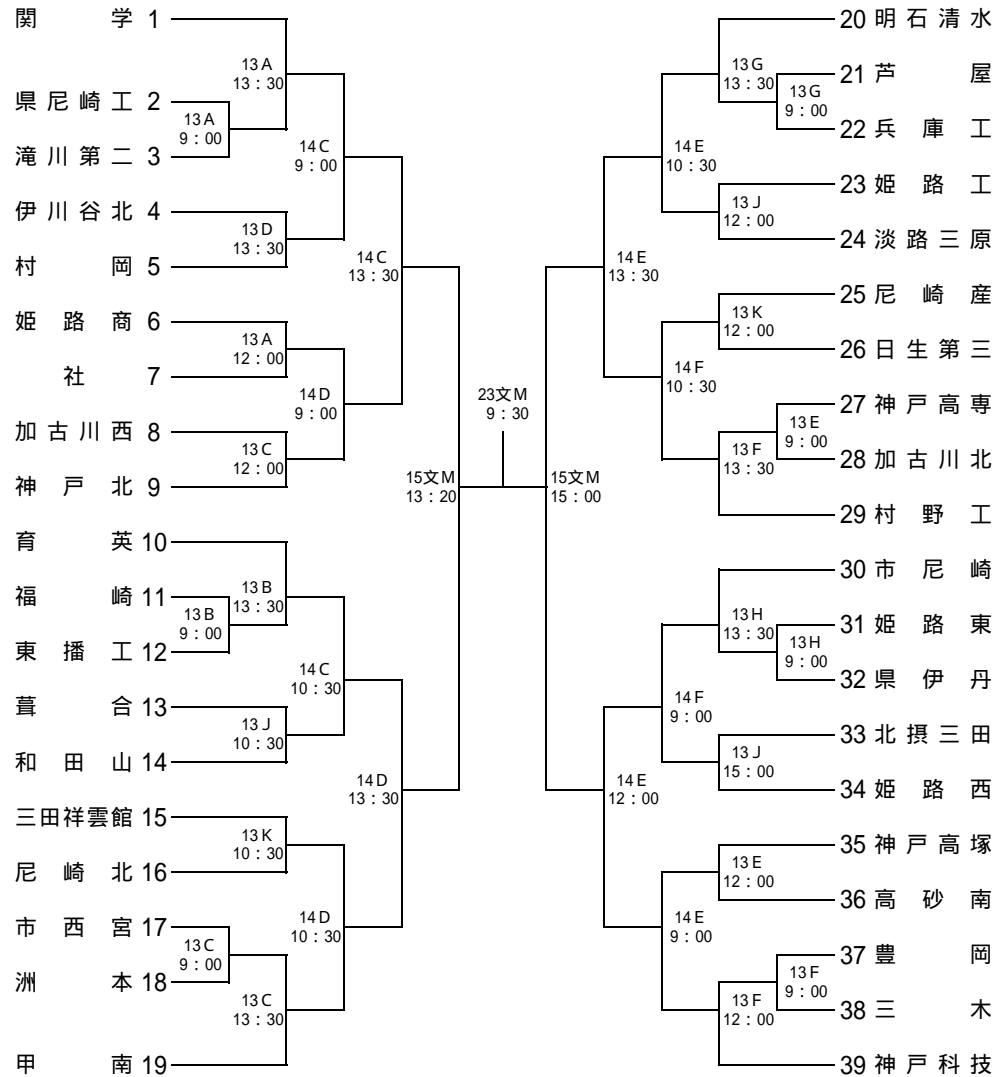 関学 1
県尼崎工 2
滝川第二 3
伊川谷北 4
村岡 5
姫路商 6
社 7
加古川西 8
神戸北 9
育英 10
福崎 11
東播工 12
葺合 13
和田山 14
三田祥雲館 15
尼崎北 16
市西宮 17
洲本 18
甲南 19
13A
13：30
13A
9：00
13D
13：30
13A
12：00
13C
12：00
13B
13：30
13B
9：00
13J
10：30
13K
10：30
13C
9：00
13C
13：30
14C
9：00
14D
9：00
14C
10：30
14D
10：30
14C
13：30
14D
13：30
15文M
13：20
23文M
9：30
15文M
15：00
14E
13：30
14E
12：00
14E
10：30
14F
10：30
14F
9：00
14E
9：00
13G
13：30
13G
9：00
13J
12：00
13K
12：00
13E
9：00
13F
13：30
13H
13：30
13H
9：00
13J
15：00
13E
12：00
13F
9：00
13F
12：00
20 明石清水
21 芦屋
22 兵庫工
23 姫路工
24 淡路三原
25 尼崎産
26 日生第三
27 神戸高専
28 加古川北
29 村野工
30 市尼崎
31 姫路東
32 県伊丹
33 北摂三田
34 姫路西
35 神戸高塚
36 高砂南
37 豊岡
38 三木
39 神戸科技